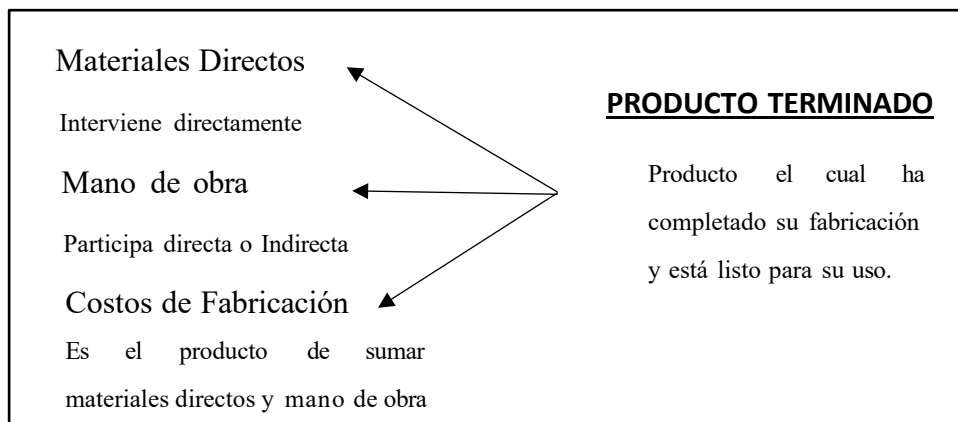 Materiales Directos
Interviene directamente
Mano de obra
Participa directa o Indirecta
Costos de Fabricación
Es el producto de sumar
materiales directos y mano de obra
PRODUCTO TERMINADO
Producto el cual ha
completado su fabricación
y está listo para su uso.